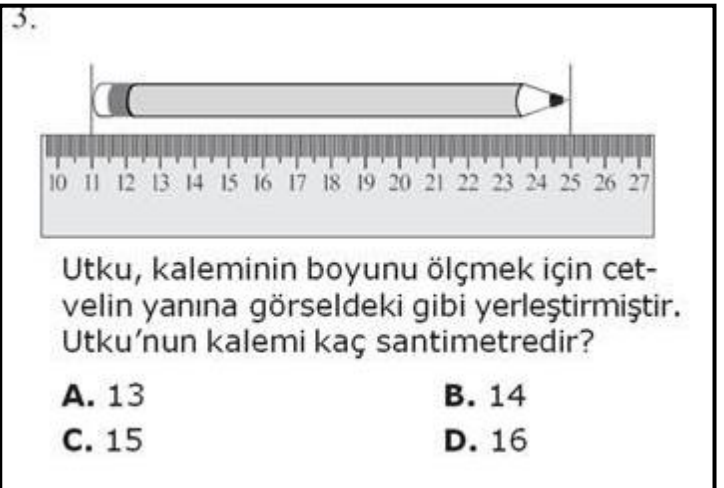 3.
10 11 12 13 14 15 16 17 18 19 20 21 22 23 24 25 26 27
Utku, kaleminin boyunu ölçmek için cet-
velin yanına görseldeki gibi yerleştirmiştir.
Utku’nun kalemi kaç santimetredir?
A. 13 B. 14
C. 15 D. 16